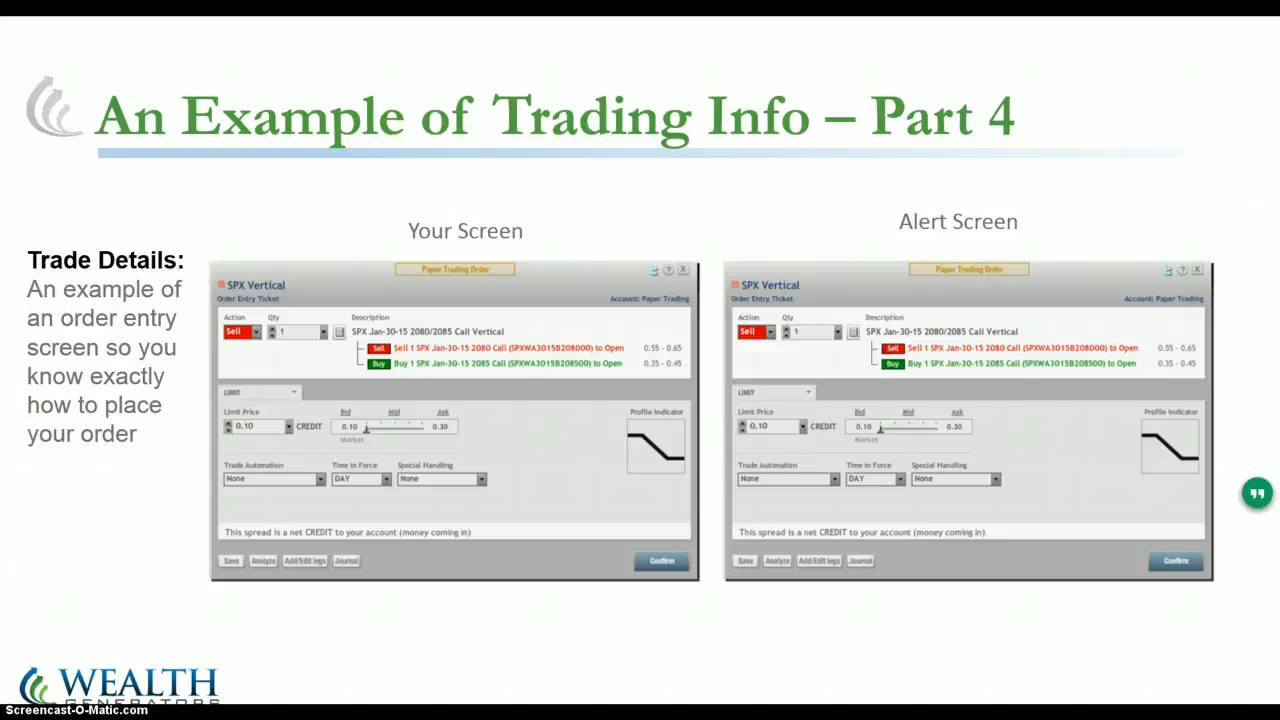 An Example of Trading Info – Part 4
Your Screen
Alert Screen
Trade Details:
An example of
an order entry
screen so you
know exactly
how to place
your order
Paper Trading Order
SPX Vertical
Order Entry Ticket
Account: Paper Trading
Action Qty Description
Sell 1 SPX Jan-30-15 2080/2085 Call Vertical
Sell Sell 1 SPX Jan-30-15 2080 Call (SPXWA3015B208000) to Open 0.55 - 0.65
Buy Buy 1 SPX Jan-30-15 2085 Call (SPXWA3015B208500) to Open 0.35 - 0.45
LIMIT
Limit Price Bid Mid Ask Profile Indicator
0.10 CREDIT 0.10 0.30
Market
Trade Automation Time In Force Special Handling
None DAY None
This spread is a net CREDIT to your account (money coming in)
Save Analyze Add/Edit legs Journal Confirm
Paper Trading Order
SPX Vertical
Order Entry Ticket
Account: Paper Trading
Action Qty Description
Sell 1 SPX Jan-30-15 2080/2085 Call Vertical
Sell Sell 1 SPX Jan-30-15 2080 Call (SPXWA3015B208000) to Open 0.55 - 0.65
Buy Buy 1 SPX Jan-30-15 2085 Call (SPXWA3015B208500) to Open 0.35 - 0.45
LIMIT
Limit Price Bid Mid Ask Profile Indicator
0.10 CREDIT 0.10 0.30
Market
Trade Automation Time In Force Special Handling
None DAY None
This spread is a net CREDIT to your account (money coming in)
Save Analyze Add/Edit legs Journal Confirm
WEALTH
GENERATORS
Screencast-O-Matic.com